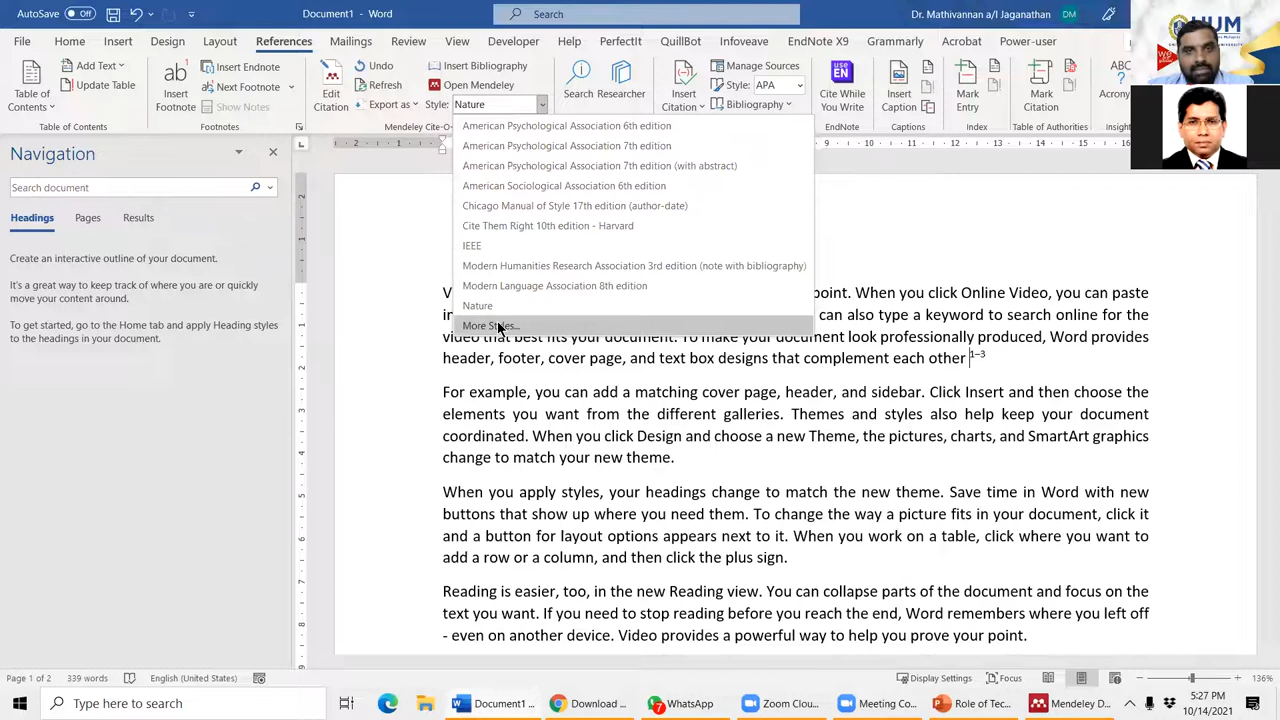 AutoSave Off Document1 - Word Search Dr. Mathivannan a/l Jaganathan DM
File Home Insert Design Layout References Mailings Review View Developer Help PerfectIt QuillBot Infoveave EndNote X9 Grammarly Acrobat Power-user
Table of Contents
Add Text
Update Table
Table of Contents
ab
Insert Footnote
Insert Endnote
Next Footnote
Show Notes
Footnotes
Edit Citation
Undo
Refresh
Export as
Insert Bibliography
Open Mendeley
Style: Nature
Mendeley Cite-O-
Search
Researcher
Insert Citation
Manage Sources
Style: APA
Bibliography
USE EN
Cite While You Write
EndNote
Insert Caption
Captions
Mark Entry
Index
Mark Citation
Table of Authorities
ABC
UUM
American Psychological Association 6th edition
American Psychological Association 7th edition
American Psychological Association 7th edition (with abstract)
American Sociological Association 6th edition
Chicago Manual of Style 17th edition (author-date)
Cite Them Right 10th edition - Harvard
IEEE
Modern Humanities Research Association 3rd edition (note with bibliography)
Modern Language Association 8th edition
Nature
More Styles...
Navigation
Search document
Headings Pages Results
Create an interactive outline of your document.
It's a great way to keep track of where you are or quickly
move your content around.
To get started, go to the Home tab and apply Heading styles
to the headings in your document.
V point. When you click Online Video, you can paste
in can also type a keyword to search online for the
video that best fits your document. To make your document look professionally produced, Word provides
header, footer, cover page, and text box designs that complement each other 1–3
For example, you can add a matching cover page, header, and sidebar. Click Insert and then choose the
elements you want from the different galleries. Themes and styles also help keep your document
coordinated. When you click Design and choose a new Theme, the pictures, charts, and SmartArt graphics
change to match your new theme.
When you apply styles, your headings change to match the new theme. Save time in Word with new
buttons that show up where you need them. To change the way a picture fits in your document, click it
and a button for layout options appears next to it. When you work on a table, click where you want to
add a row or a column, and then click the plus sign.
Reading is easier, too, in the new Reading view. You can collapse parts of the document and focus on the
text you want. If you need to stop reading before you reach the end, Word remembers where you left off
- even on another device. Video provides a powerful way to help you prove your point.
Page 1 of 2 339 words English (United States) Display Settings Focus 136%
Type here to search Document1 ... Download ... 7 WhatsApp Zoom Clou... Meeting Co... Role of Tec... Mendeley D...
5:27 PM
10/14/2021